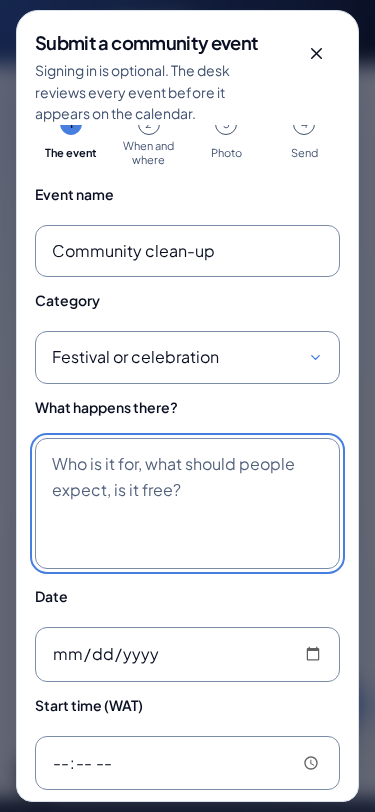 Submit a community event
Signing in is optional. The desk
reviews every event before it
appears on the calendar.
1 2 3 4
The event When and where Photo Send
Event name
Community clean-up
Category
Festival or celebration
What happens there?
Who is it for, what should people
expect, is it free?
Date
mm/dd/yyyy
Start time (WAT)
--:-- --